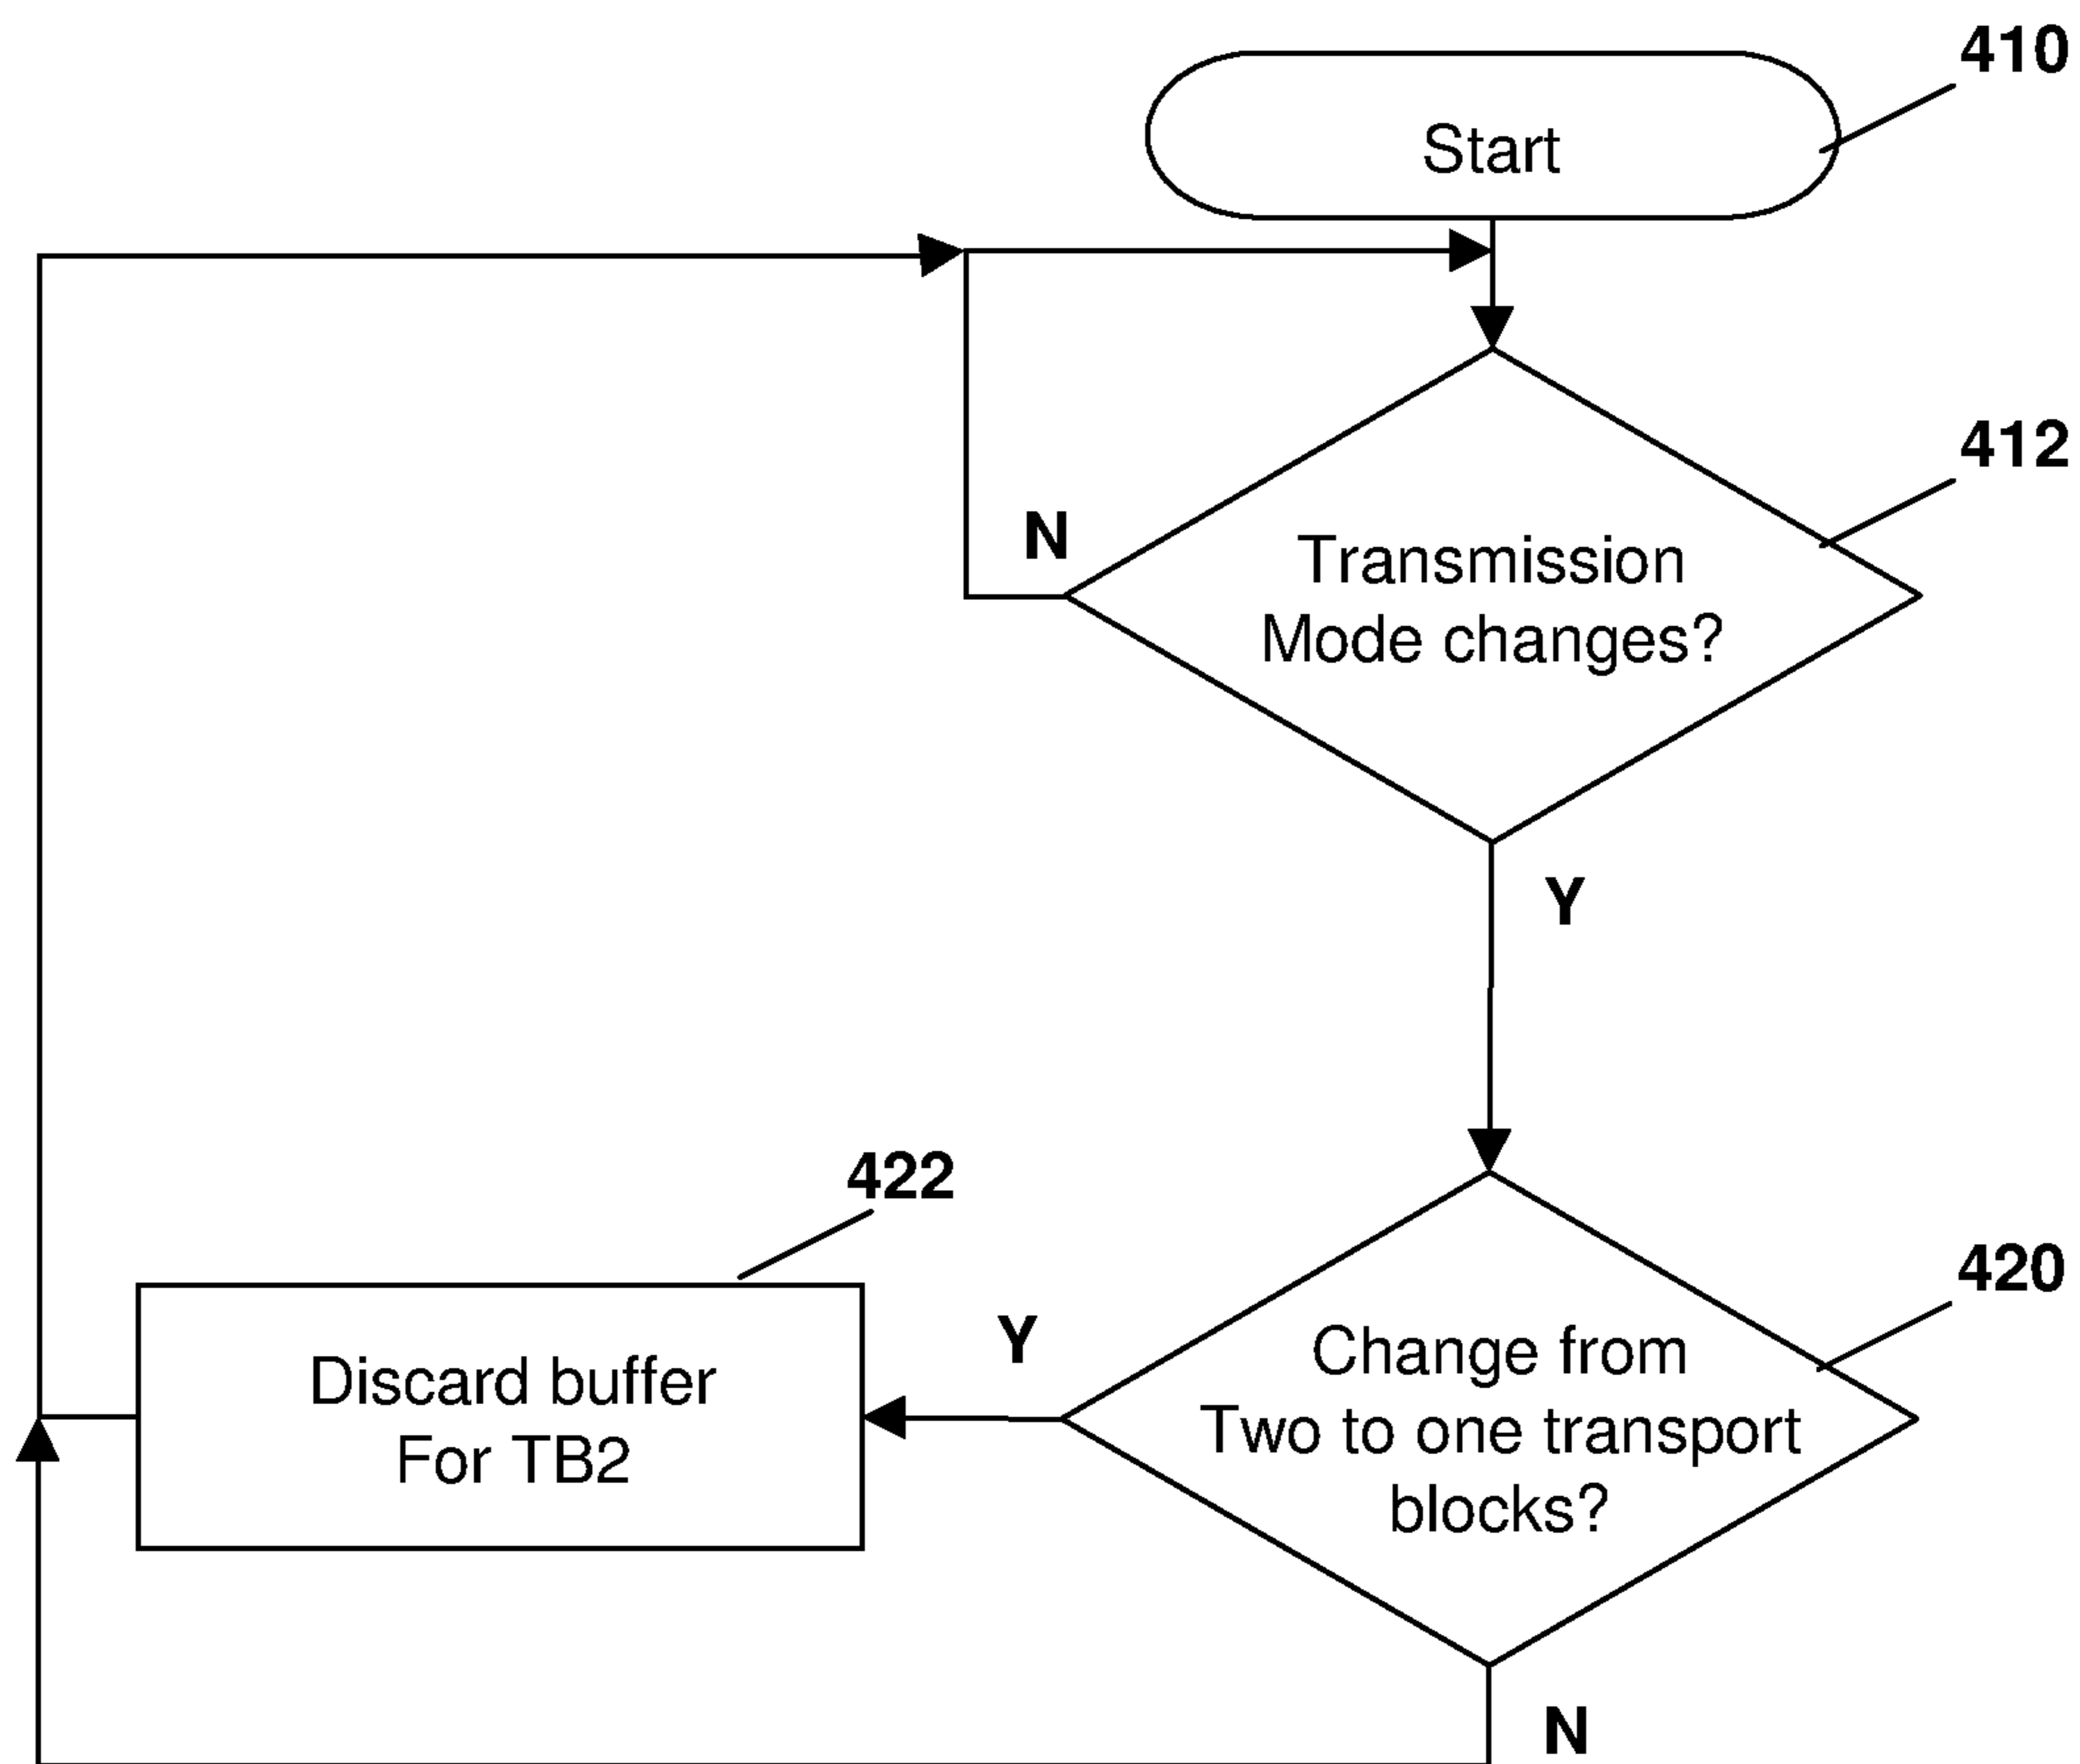 410
Start
412
N
Transmission
Mode changes?
Y
422
420
Y
Change from
Two to one transport
blocks?
Discard buffer
For TB2
N